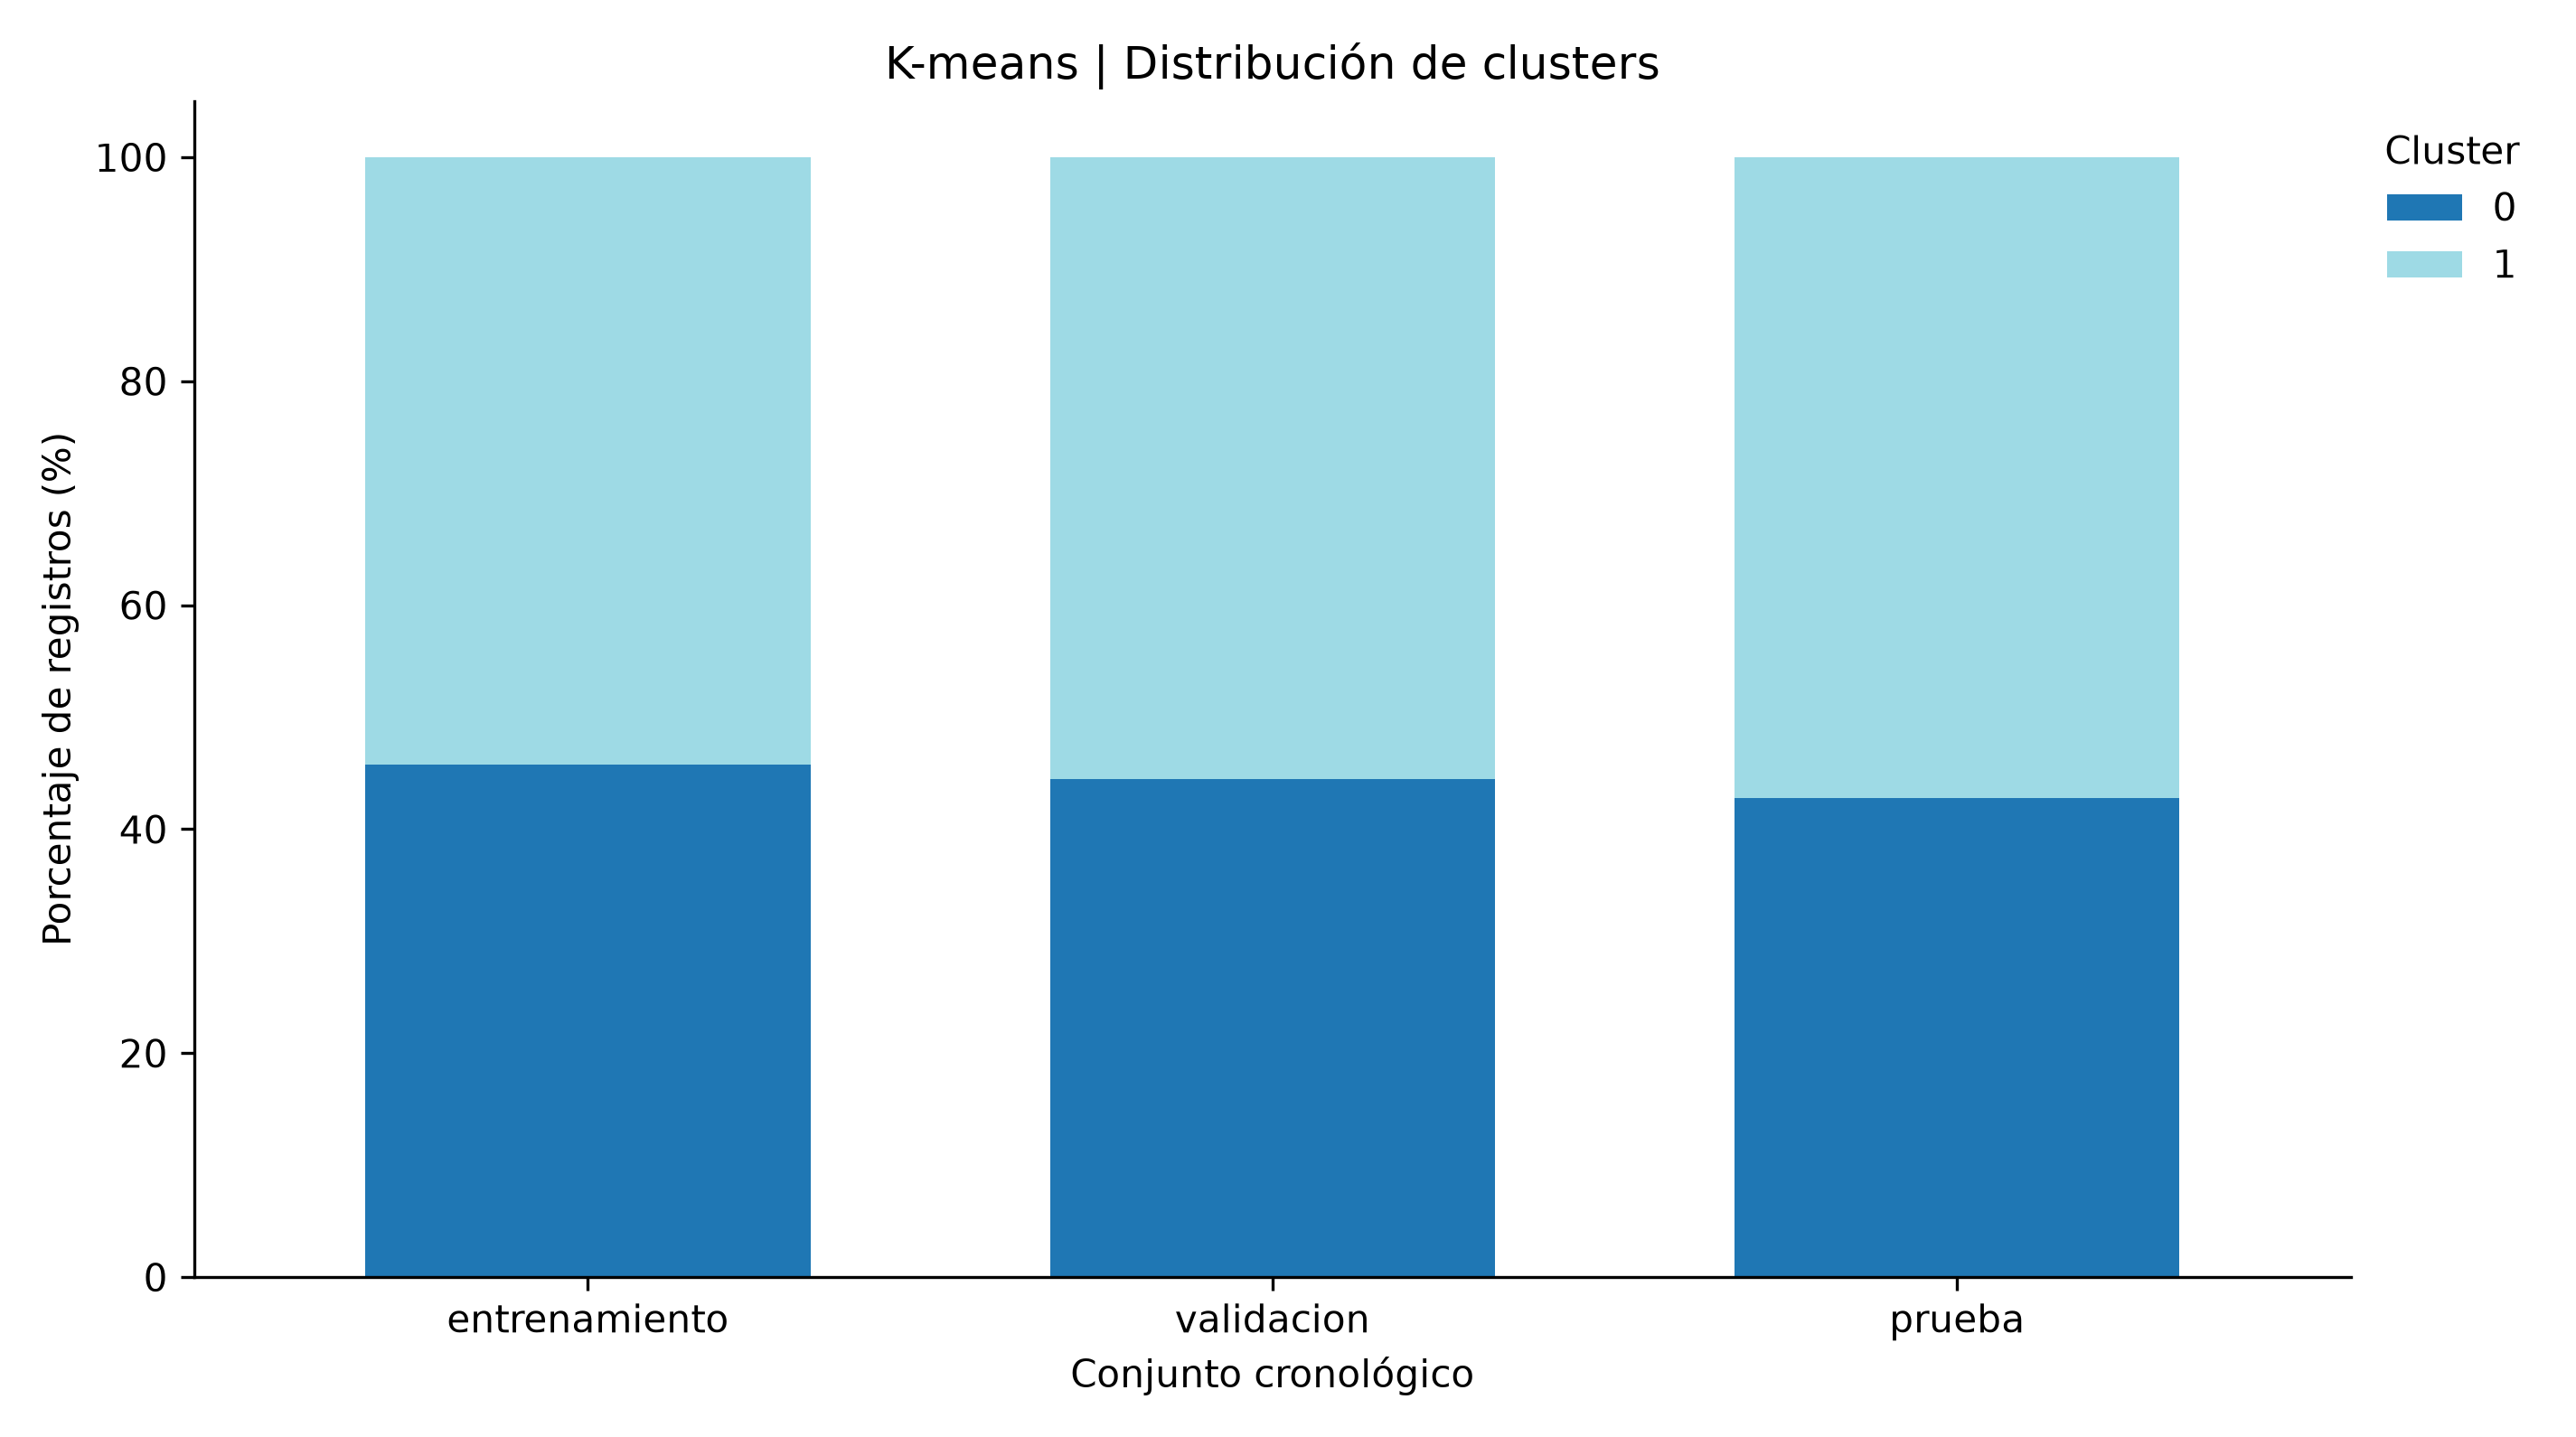 K-means | Distribución de clusters
Porcentaje de registros (%)
100
80
60
40
20
0
entrenamiento
validacion
prueba
Conjunto cronológico
Cluster
0
1